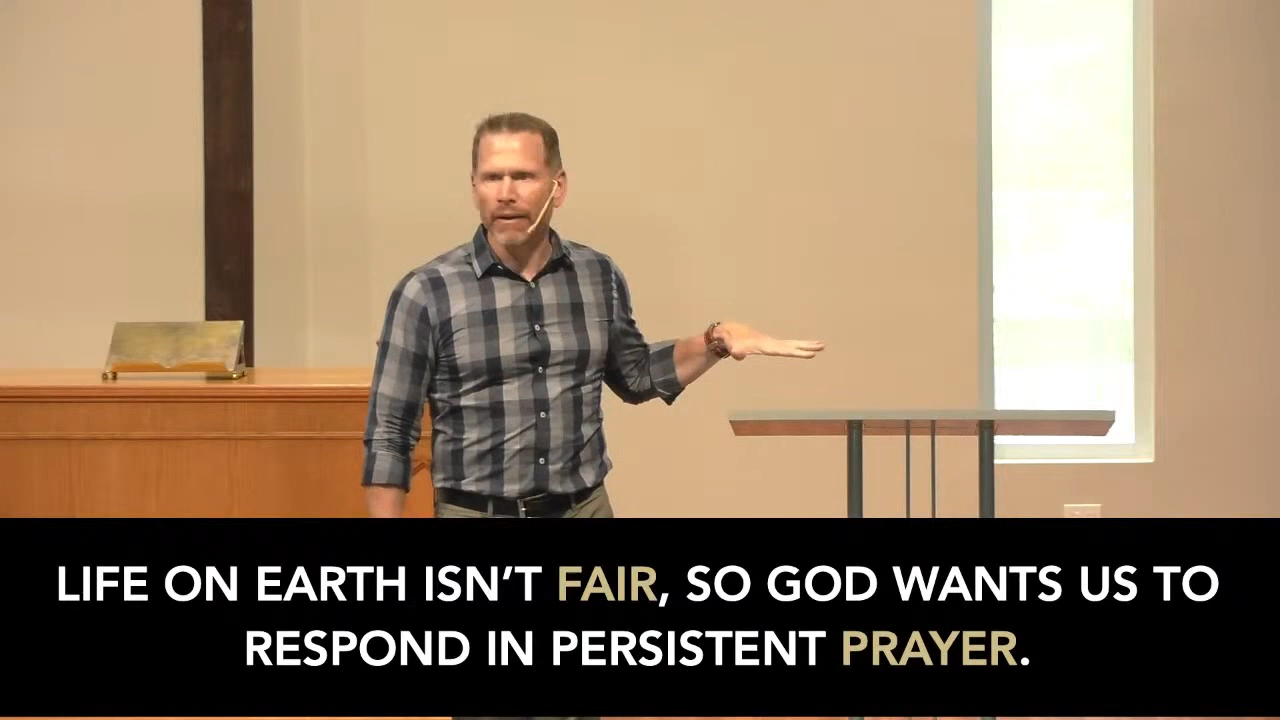 LIFE ON EARTH ISN’T FAIR, SO GOD WANTS US TO
RESPOND IN PERSISTENT PRAYER.